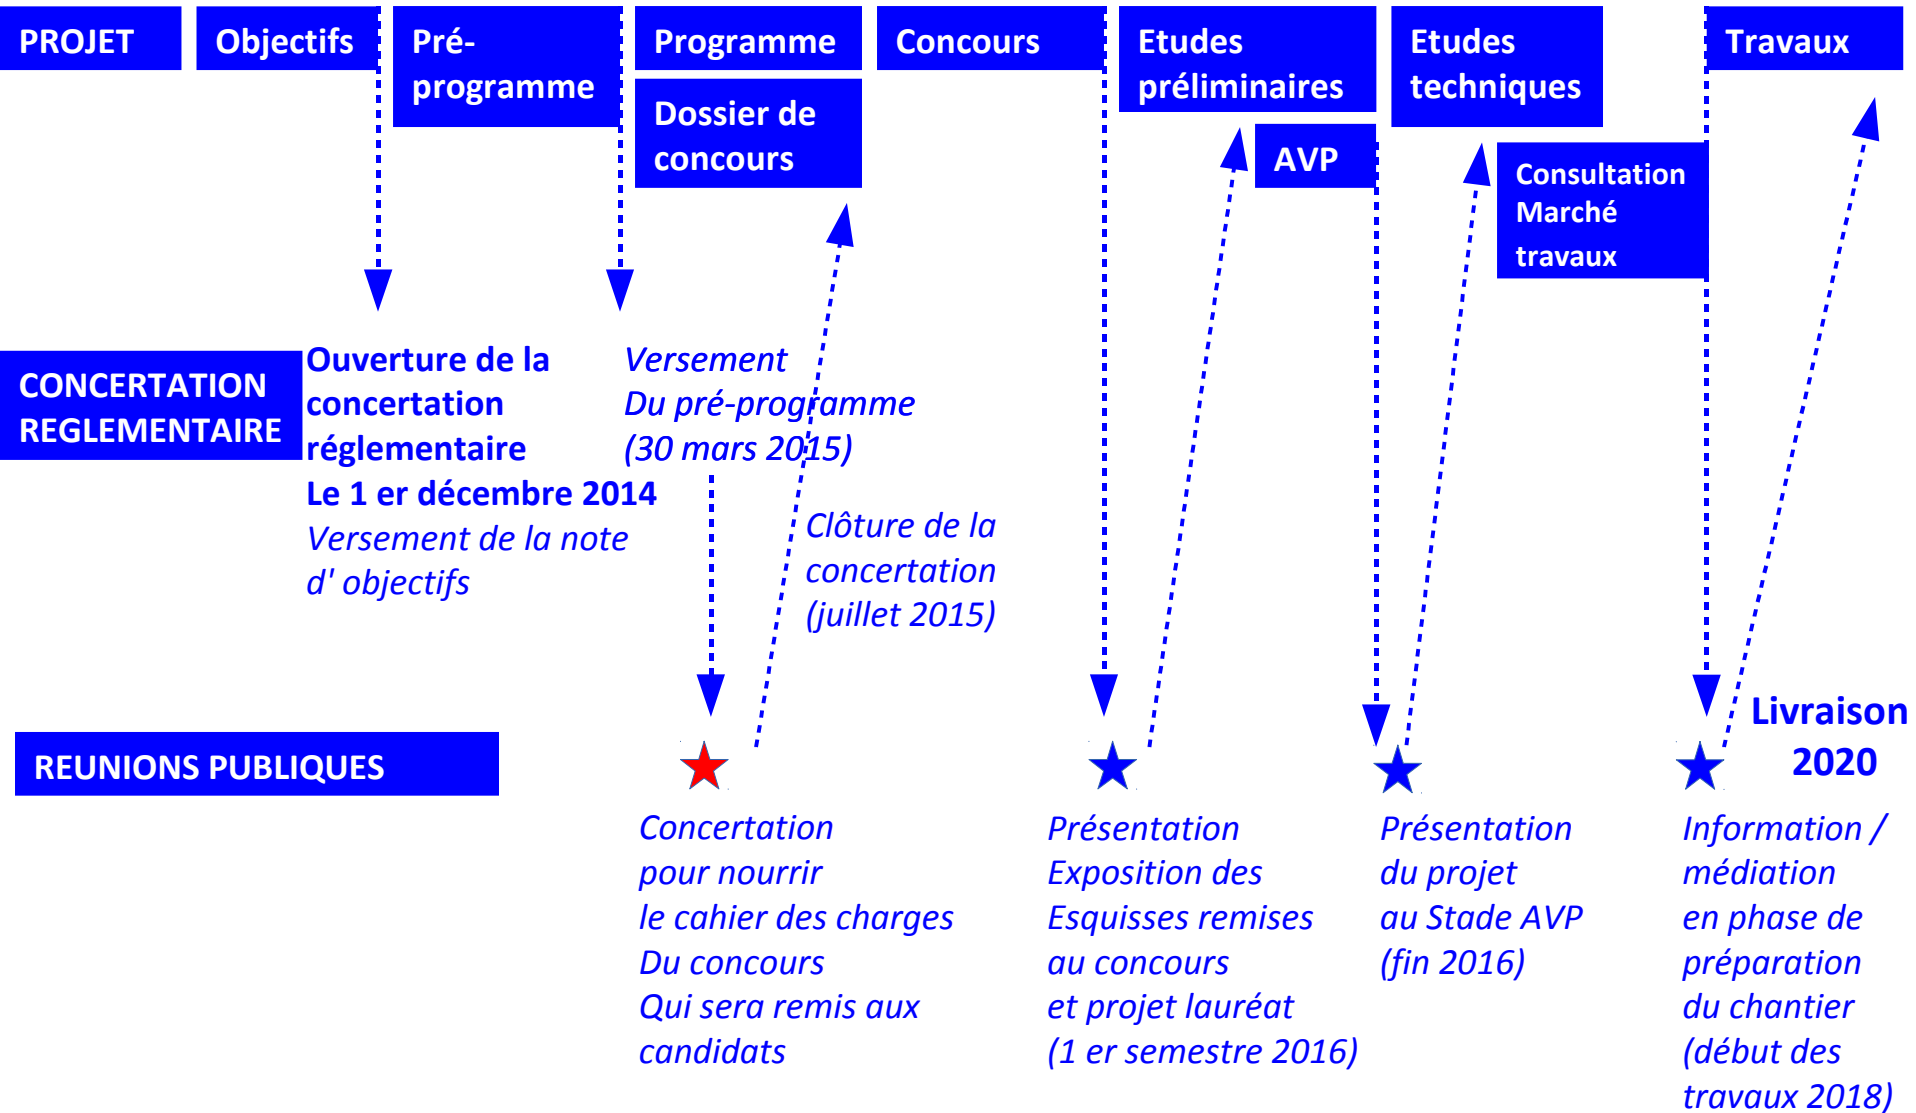 PROJET
Objectifs
Pré-
programme
Programme
Dossier de
concours
Concours
Etudes
préliminaires
AVP
Etudes
techniques
Consultation
Marché
travaux
Travaux
CONCERTATION
REGLEMENTAIRE
Ouverture de la
concertation
réglementaire
Le 1 er décembre 2014
Versement de la note
d' objectifs
Versement
Du pré-programme
(30 mars 2015)
Clôture de la
concertation
(juillet 2015)
REUNIONS PUBLIQUES
Livraison
2020
Concertation
pour nourrir
le cahier des charges
Du concours
Qui sera remis aux
candidats
Présentation
Exposition des
Esquisses remises
au concours
et projet lauréat
(1 er semestre 2016)
Présentation
du projet
au Stade AVP
(fin 2016)
Information /
médiation
en phase de
préparation
du chantier
(début des
travaux 2018)